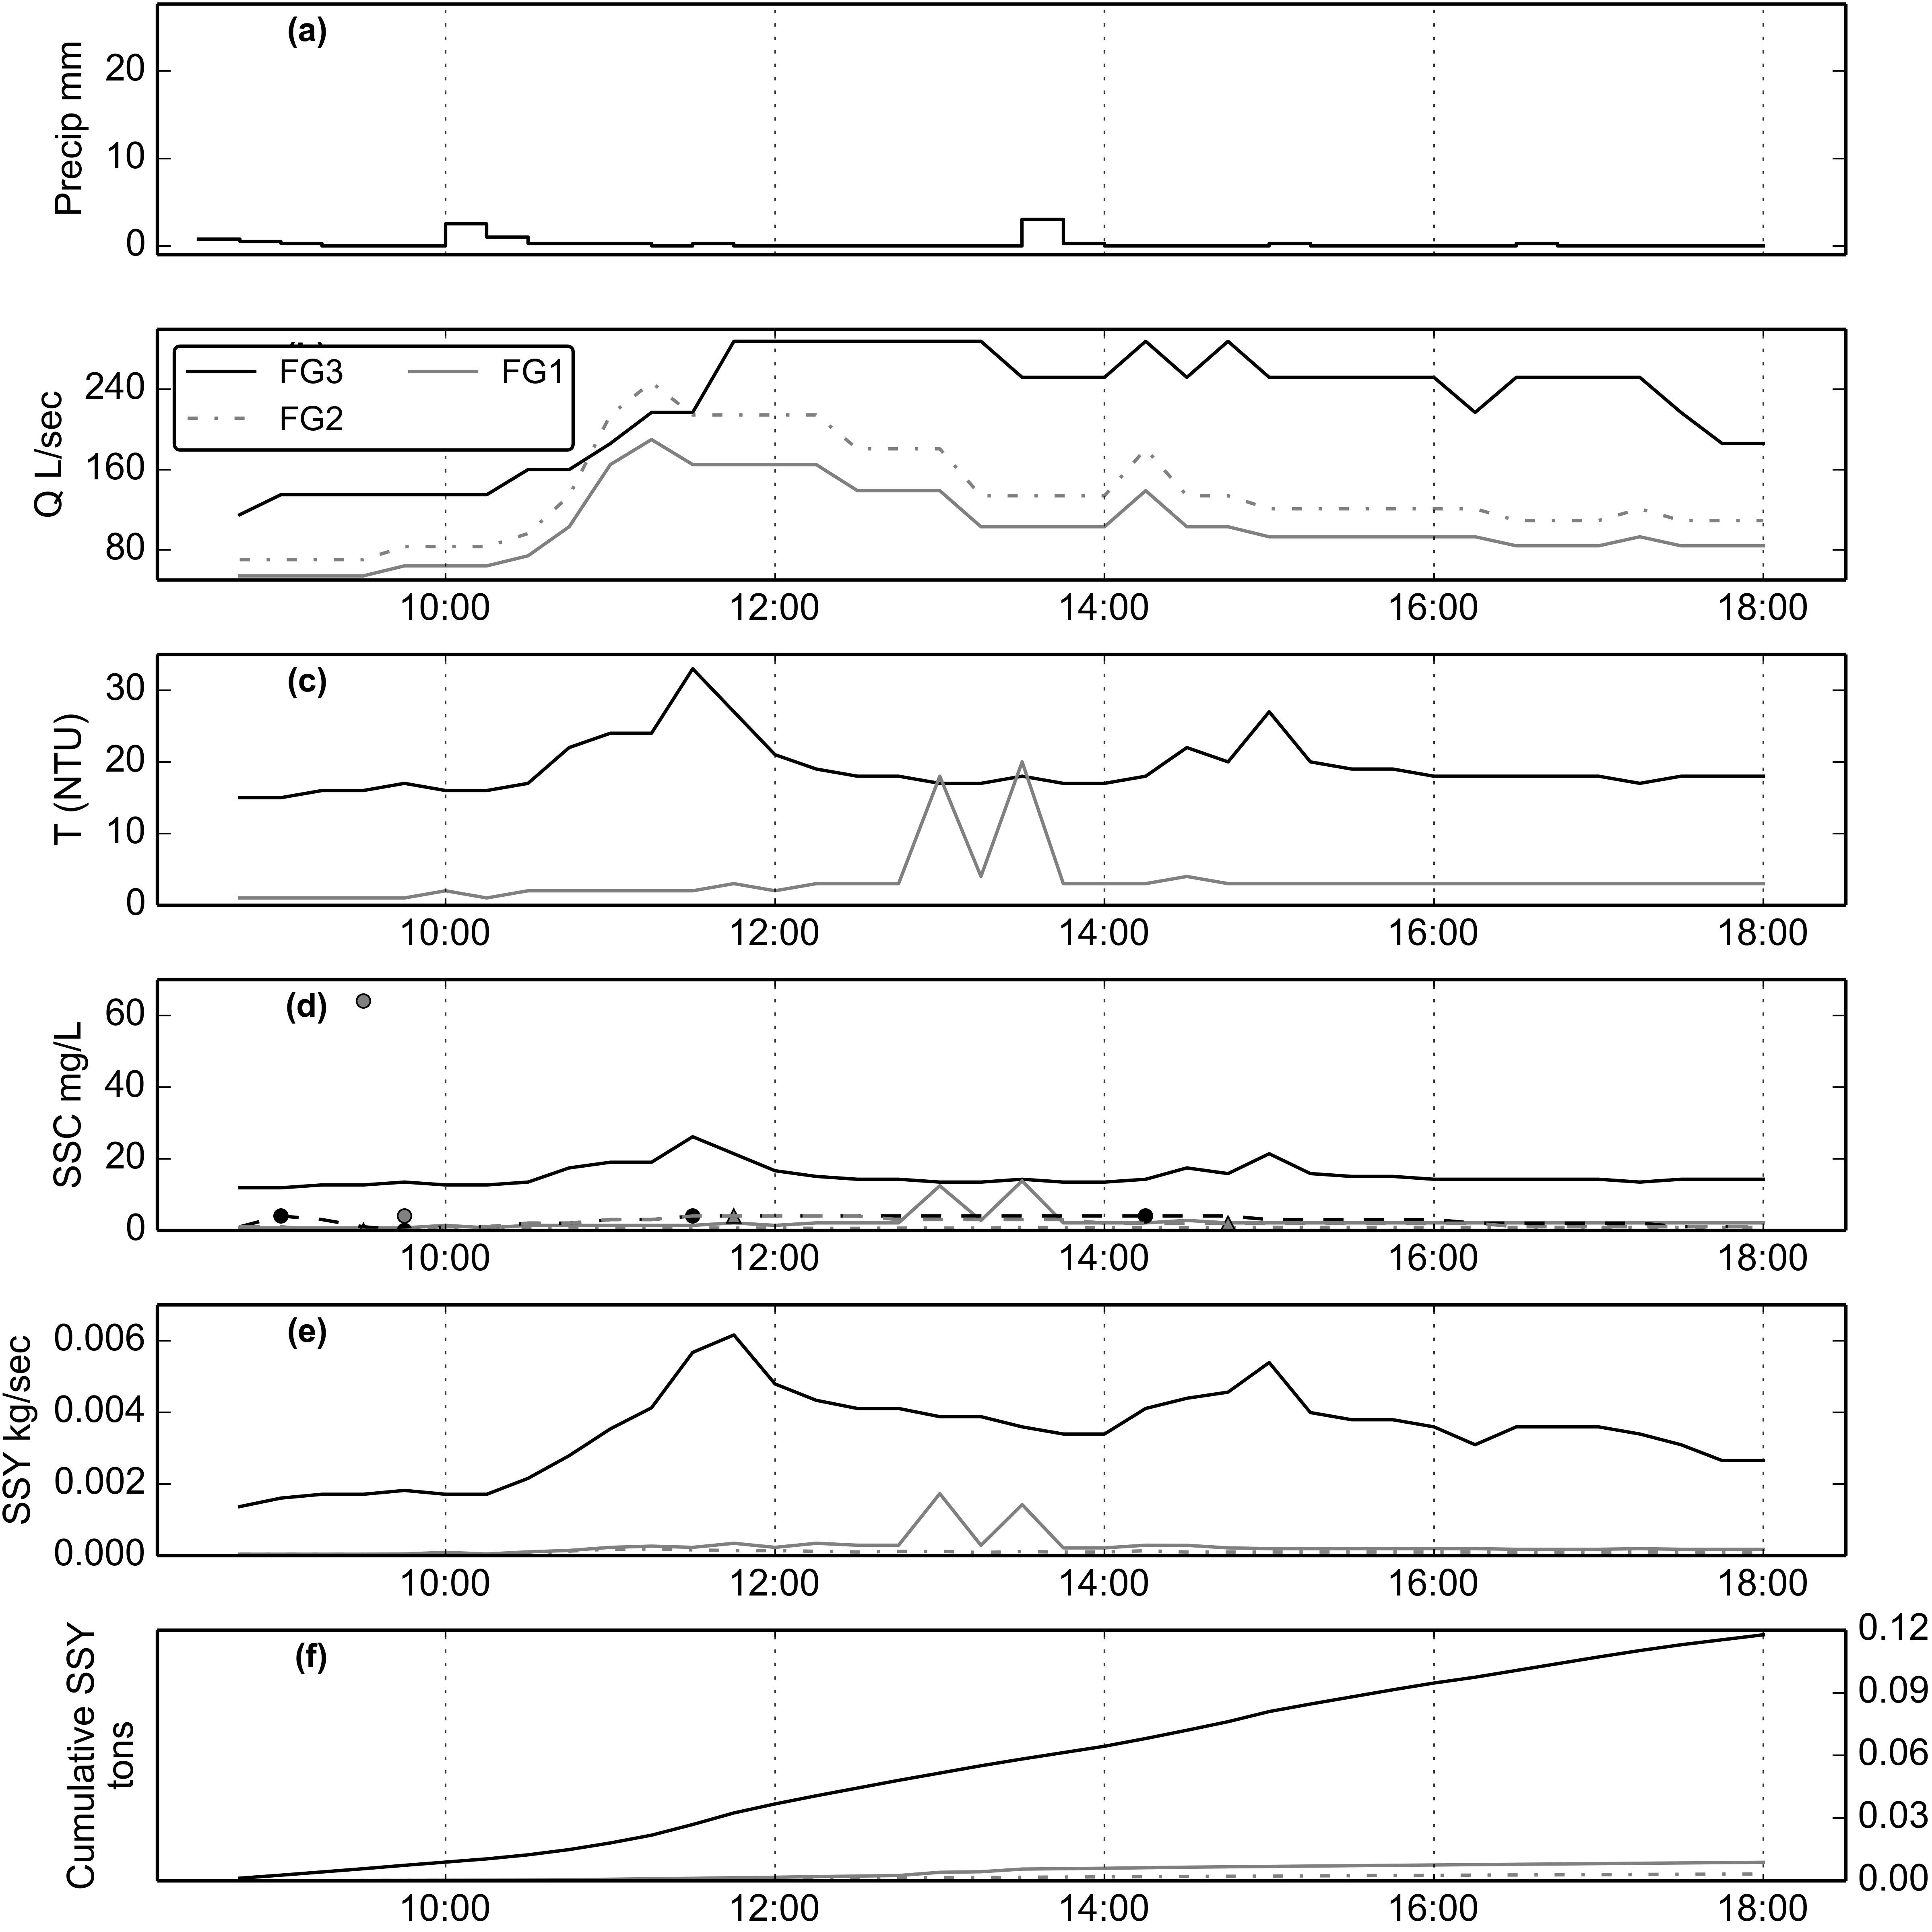 (a)
Precip mm
20
10
0
FG3
FG1
FG2
Q L/sec
240
160
80
10:00 12:00 14:00 16:00 18:00
(c)
T (NTU)
30
20
10
0
10:00 12:00 14:00 16:00 18:00
(d)
SSC mg/L
60
40
20
0
10:00 12:00 14:00 16:00 18:00
(e)
SSY kg/sec
0.006
0.004
0.002
0.000
10:00 12:00 14:00 16:00 18:00
(f)
Cumulative SSY
tons
0.12
0.09
0.06
0.03
0.00
10:00 12:00 14:00 16:00 18:00